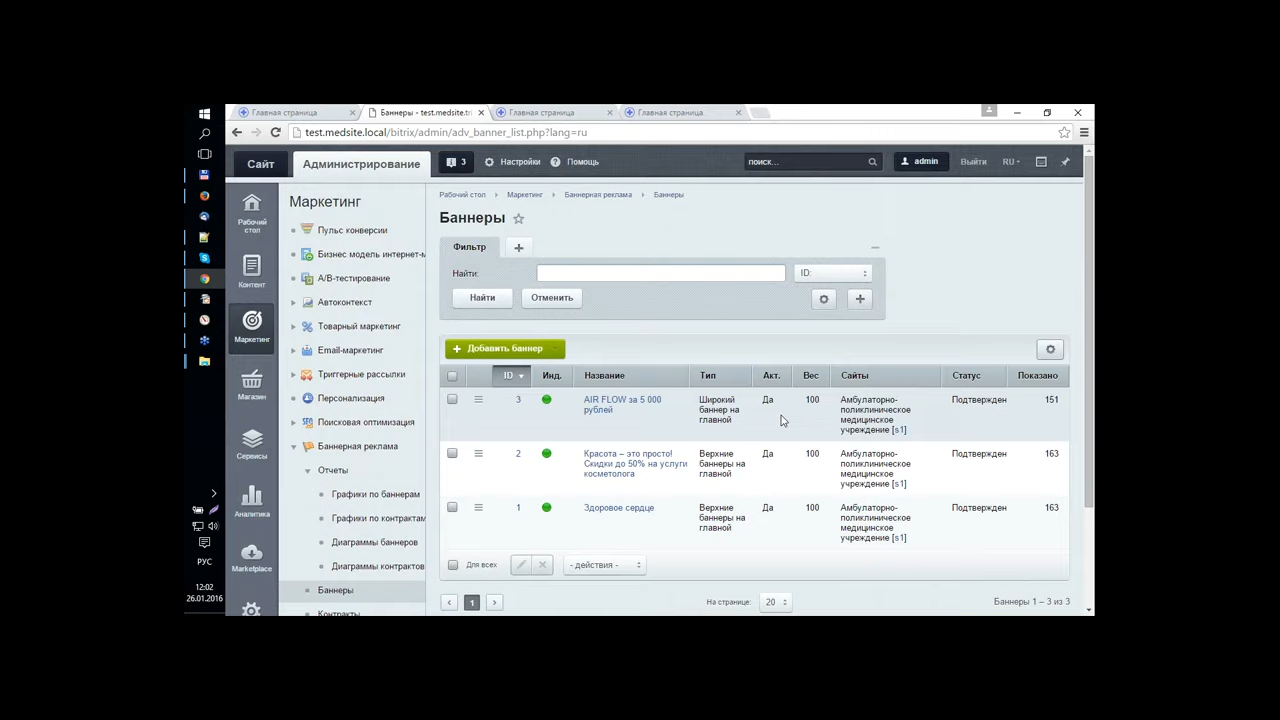 Главная страница
Баннеры - test.medsite.tri
Главная страница
Главная страница
test.medsite.local/bitrix/admin/adv_banner_list.php?lang=ru
Сайт
Администрирование
3
Настройки
Помощь
поиск...
admin
Выйти
RU
Рабочий стол
Контент
Маркетинг
Магазин
Сервисы
Аналитика
Marketplace
РУС
12:02
26.01.2016
Маркетинг
Пульс конверсии
Бизнес модель интернет-м
A/B-тестирование
Автоконтекст
Товарный маркетинг
Email-маркетинг
Триггерные рассылки
Персонализация
Поисковая оптимизация
Баннерная реклама
Отчеты
Графики по баннерам
Графики по контрактам
Диаграммы баннеров
Диаграммы контрактов
Баннеры
Контракты
Рабочий стол Маркетинг Баннерная реклама Баннеры
Баннеры
Фильтр
Найти:
ID:
Найти
Отменить
Добавить баннер
ID Инд. Название Тип Акт. Вес Сайты Статус Показано
3 AIR FLOW за 5 000 Широкий Да 100 Амбулаторно- Подтвержден 151
рублей баннер на поликлиническое
главной медицинское
учреждение [s1]
2 Красота – это просто! Верхние Да 100 Амбулаторно- Подтвержден 163
Скидки до 50% на услуги баннеры на поликлиническое
косметолога главной медицинское
учреждение [s1]
1 Здоровое сердце Верхние Да 100 Амбулаторно- Подтвержден 163
баннеры на поликлиническое
главной медицинское
учреждение [s1]
Для всех
- действия -
1
На странице: 20
Баннеры 1 – 3 из 3